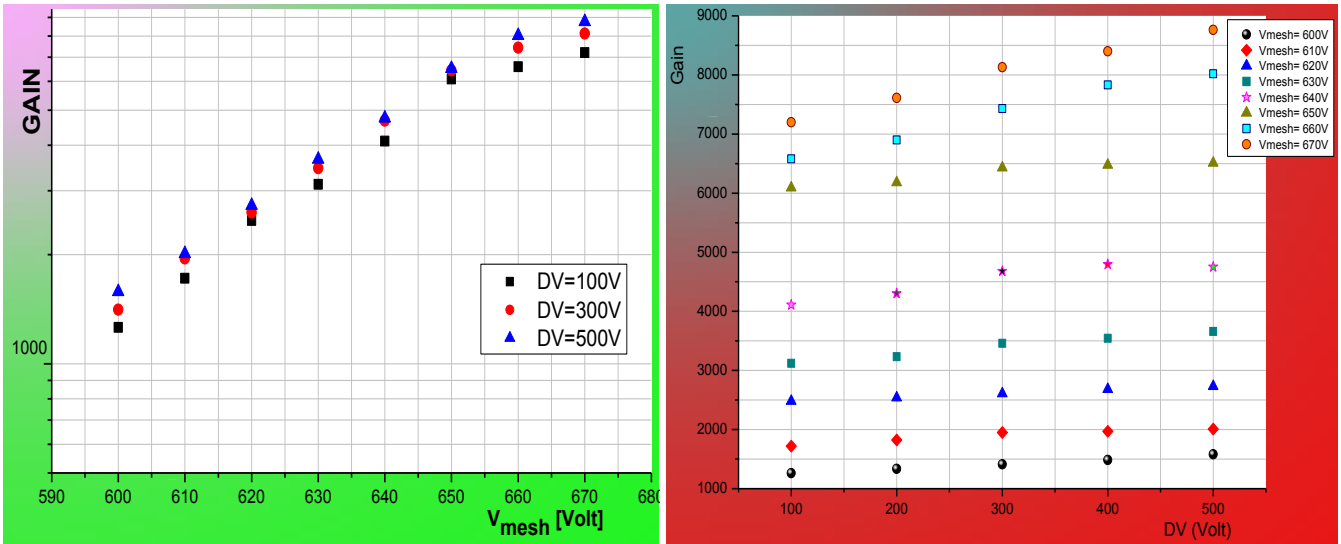 GAIN
1000
DV=100V
DV=300V
DV=500V
590 600 610 620 630 640 650 660 670 680
V_mesh [Volt]
9000
8000
7000
6000
5000
4000
3000
2000
1000
Gain
Vmesh= 600V
Vmesh= 610V
Vmesh= 620V
Vmesh= 630V
Vmesh= 640V
Vmesh= 650V
Vmesh= 660V
Vmesh= 670V
100 200 300 400 500
DV (Volt)